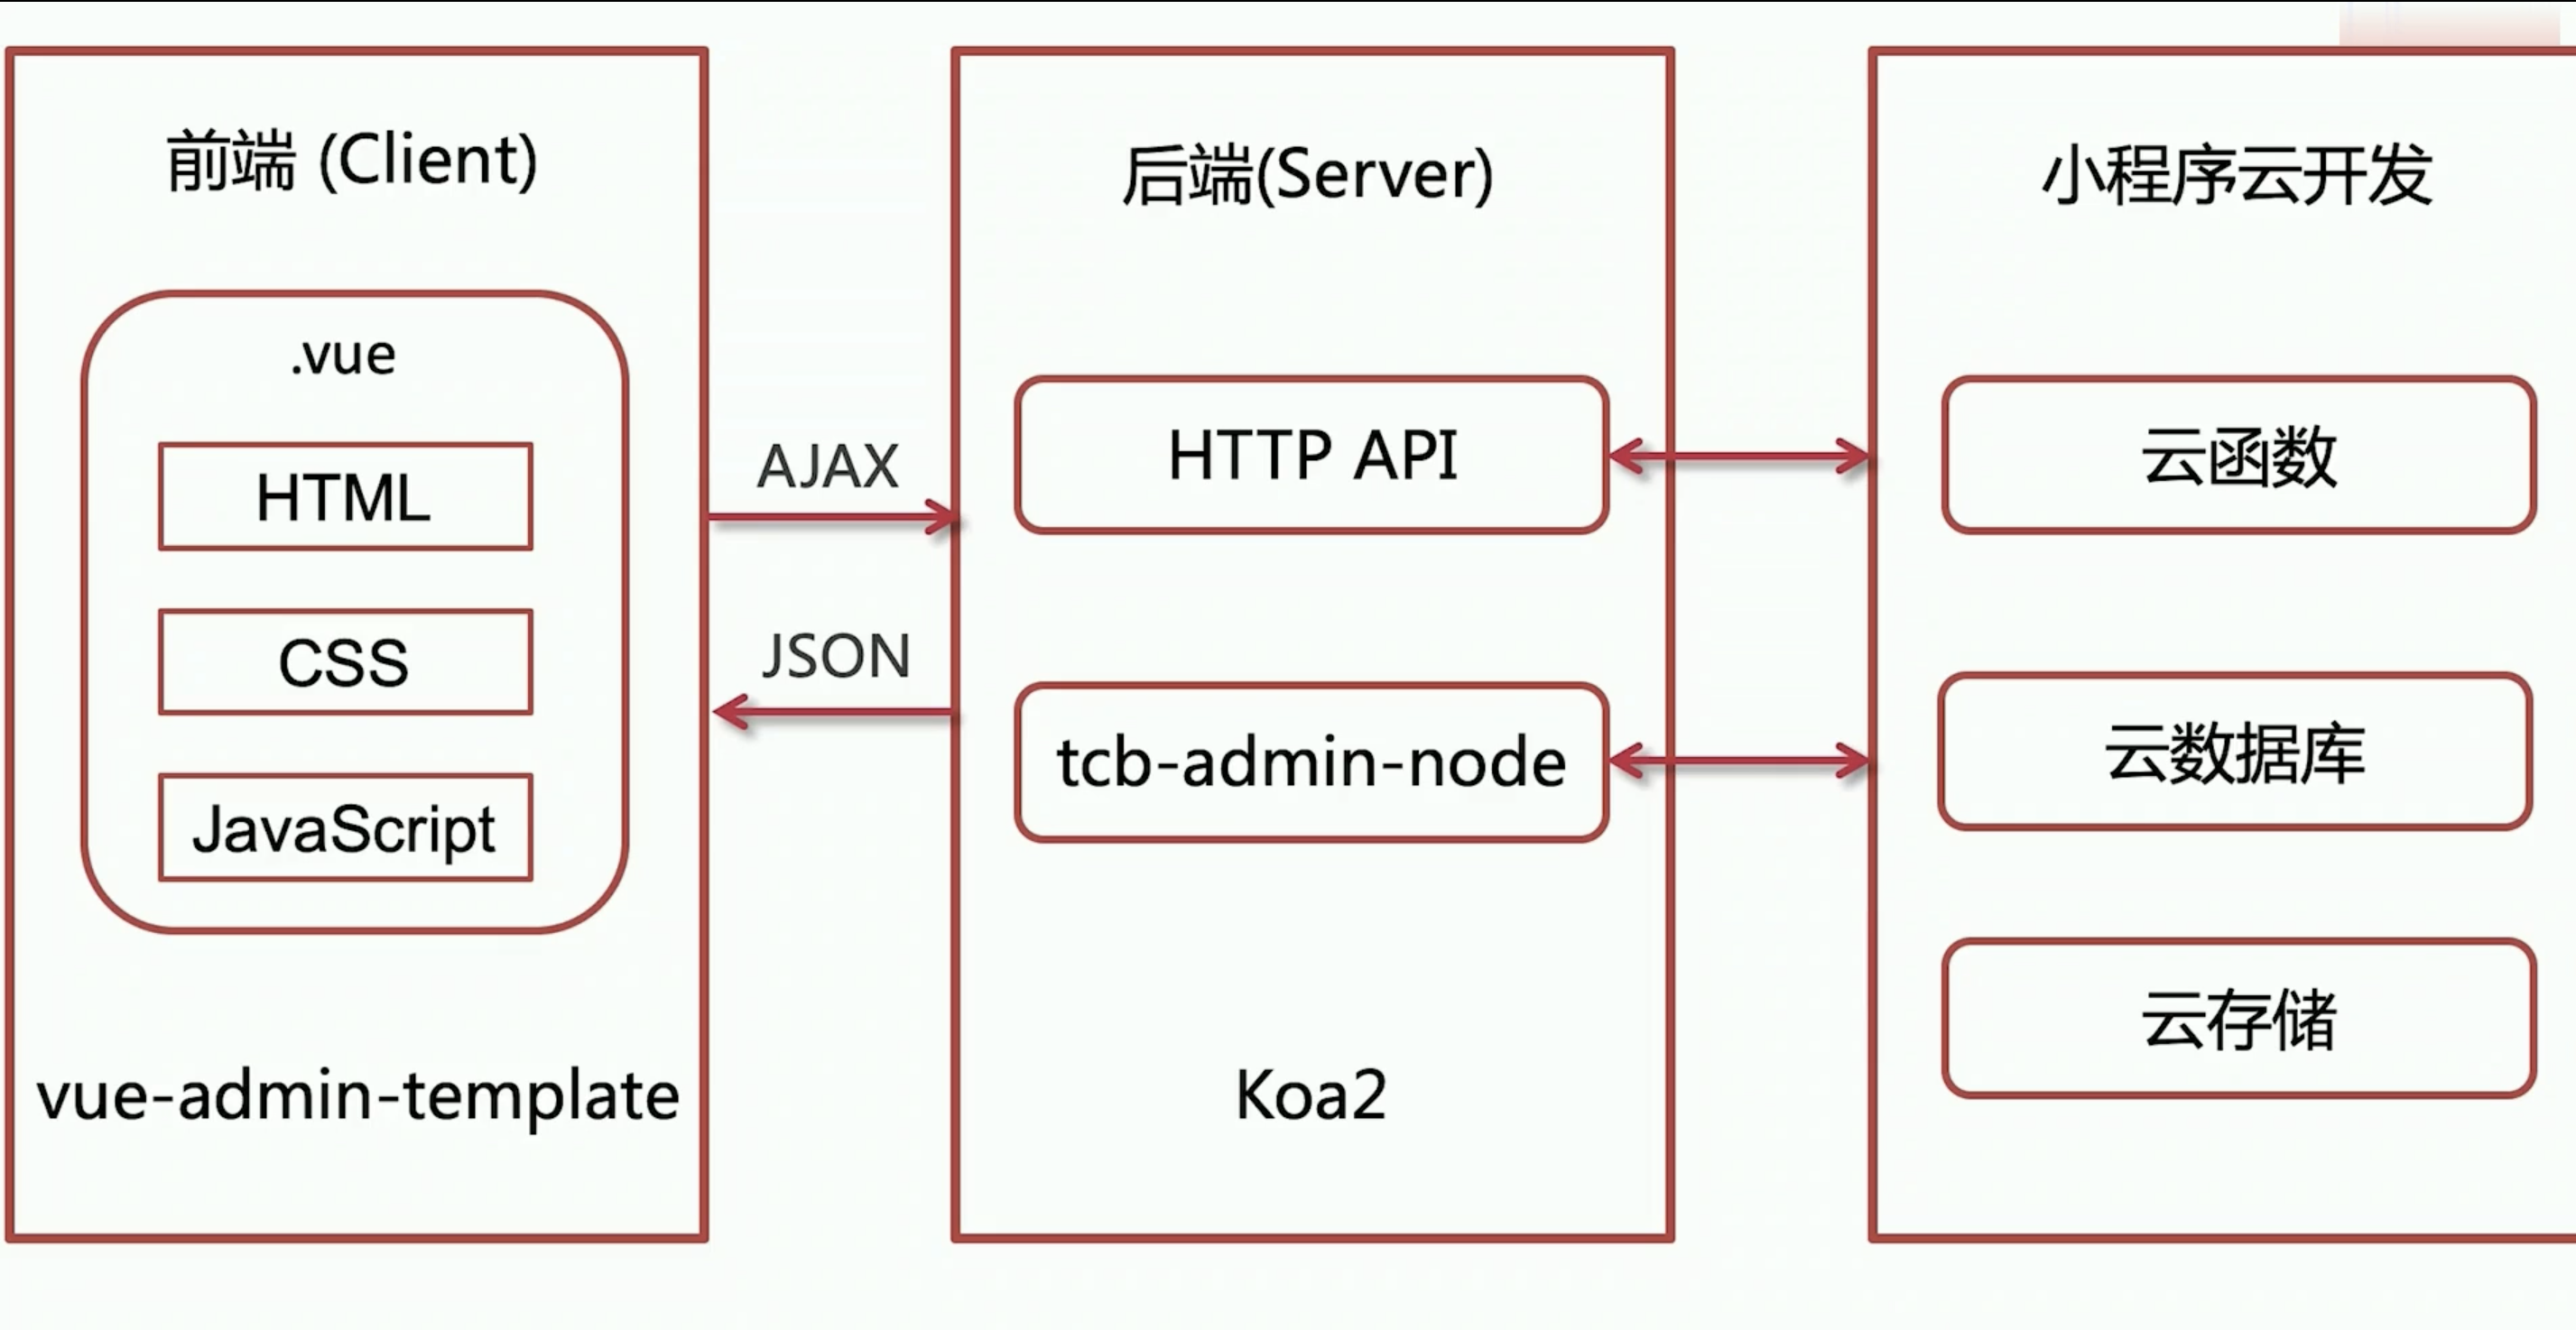 前端 (Client)
.vue
HTML
CSS
JavaScript
vue-admin-template
AJAX
JSON
后端(Server)
HTTP API
tcb-admin-node
Koa2
小程序云开发
云函数
云数据库
云存储